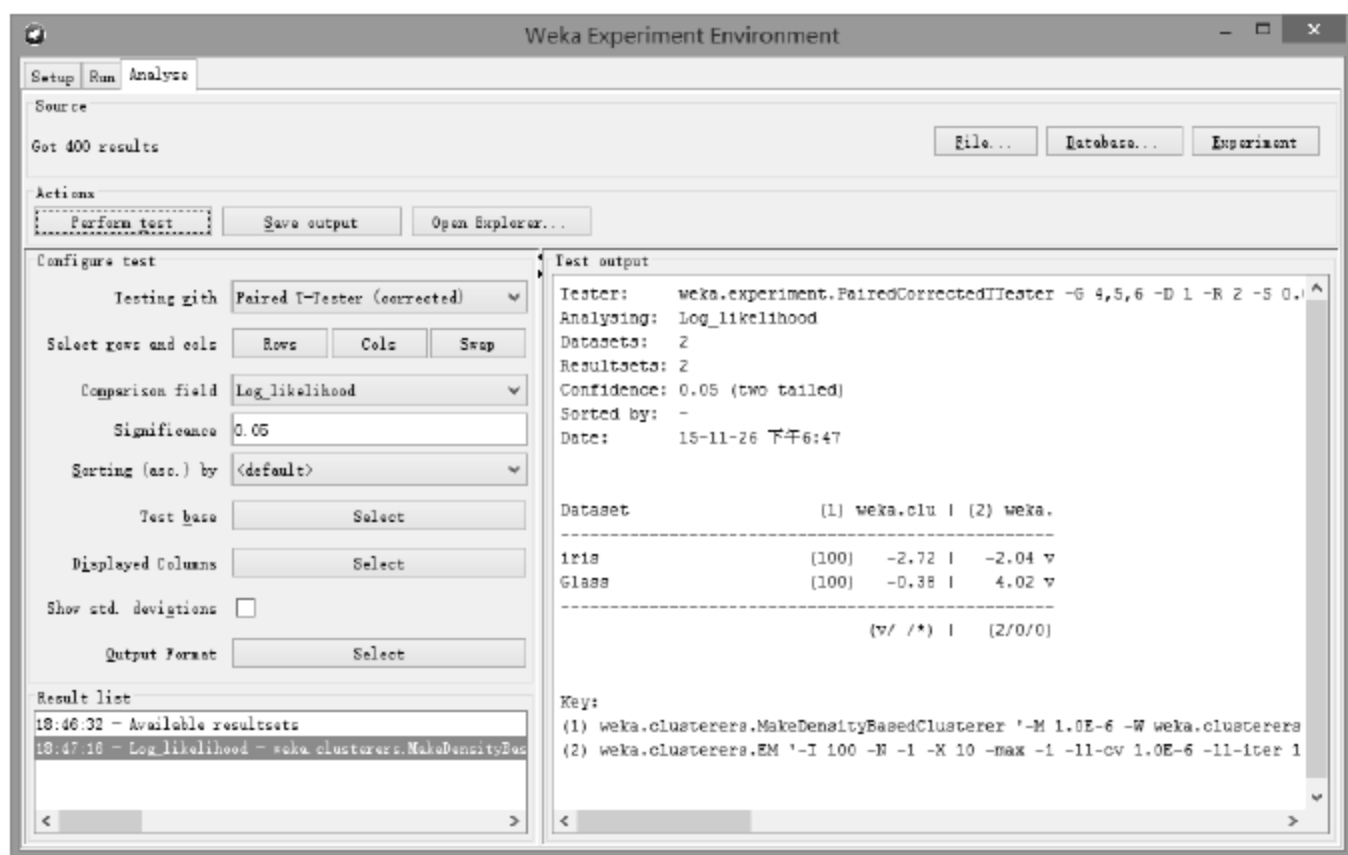 Weka Experiment Environment
Setup Run Analyse
Source
Got 400 results File... Database... Experiment
Actions
Perform test Save output Open Explorer...
Configure test
Testing with Paired T-Tester (corrected)
Select rows and cols Rows Cols Swap
Comparison field Log_likelihood
Significance 0.05
Sorting (asc.) by <default>
Test base Select
Displayed Columns Select
Show std. deviations
Output Format Select
Result list
18:46:32 - Available resultsets
18:47:18 - Log_likelihood - weka.clusterers.MakeDensityBas
Test output
Tester: weka.experiment.PairedCorrectedTTester -G 4,5,6 -D 1 -R 2 -S 0.
Analysing: Log_likelihood
Datasets: 2
Resultsets: 2
Confidence: 0.05 (two tailed)
Sorted by: -
Date: 15-11-26 下午6:47
Dataset (1) weka.clu | (2) weka.
iris (100) -2.72 | -2.04 v
Glass (100) -0.38 | 4.02 v
(v/ /*) | (2/0/0)
Key:
(1) weka.clusterers.MakeDensityBasedClusterer '-M 1.0E-6 -W weka.clusterers
(2) weka.clusterers.EM '-I 100 -N -1 -X 10 -max -1 -ll-cv 1.0E-6 -ll-iter 1